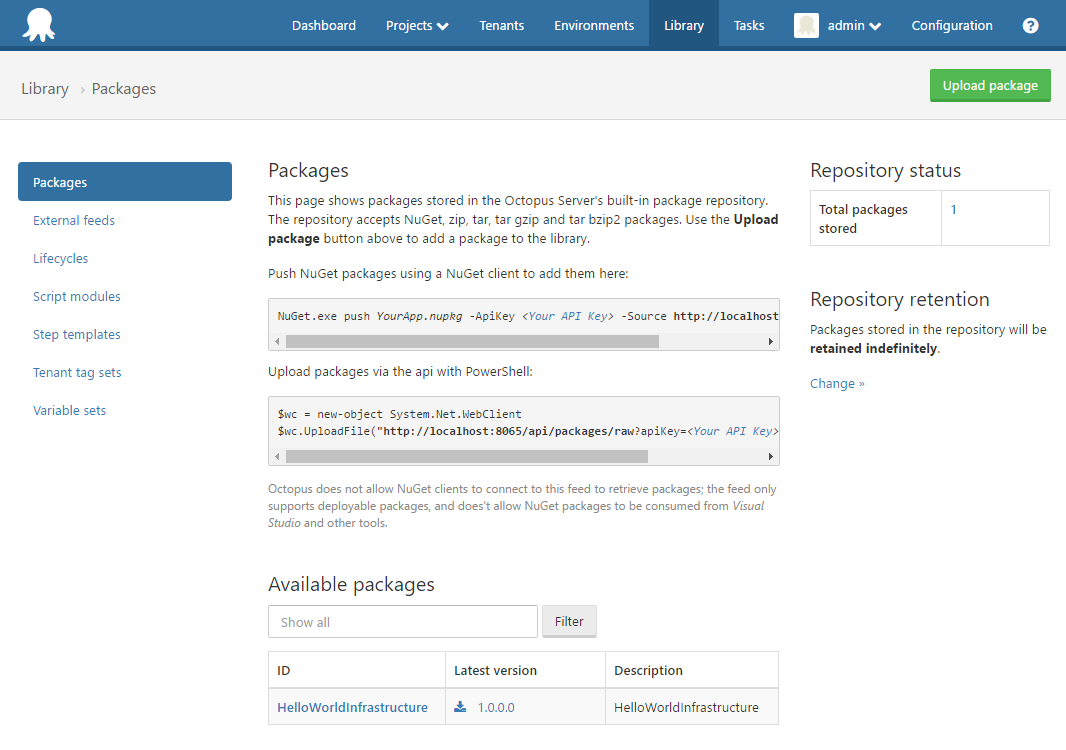 Dashboard Projects Tenants Environments Library Tasks admin Configuration ?
Library › Packages
Upload package
Packages
External feeds
Lifecycles
Script modules
Step templates
Tenant tag sets
Variable sets
Packages
This page shows packages stored in the Octopus Server's built-in package repository.
The repository accepts NuGet, zip, tar, tar gzip and tar bzip2 packages. Use the Upload
package button above to add a package to the library.
Push NuGet packages using a NuGet client to add them here:
NuGet.exe push YourApp.nupkg -ApiKey <Your API Key> -Source http://localhost
Upload packages via the api with PowerShell:
$wc = new-object System.Net.WebClient
$wc.UploadFile("http://localhost:8065/api/packages/raw?apiKey=<Your API Key>
Octopus does not allow NuGet clients to connect to this feed to retrieve packages; the feed only
supports deployable packages, and does't allow NuGet packages to be consumed from Visual
Studio and other tools.
Available packages
Show all
Filter
ID Latest version Description
HelloWorldInfrastructure 1.0.0.0 HelloWorldInfrastructure
Repository status
Total packages 1
stored
Repository retention
Packages stored in the repository will be
retained indefinitely.
Change »